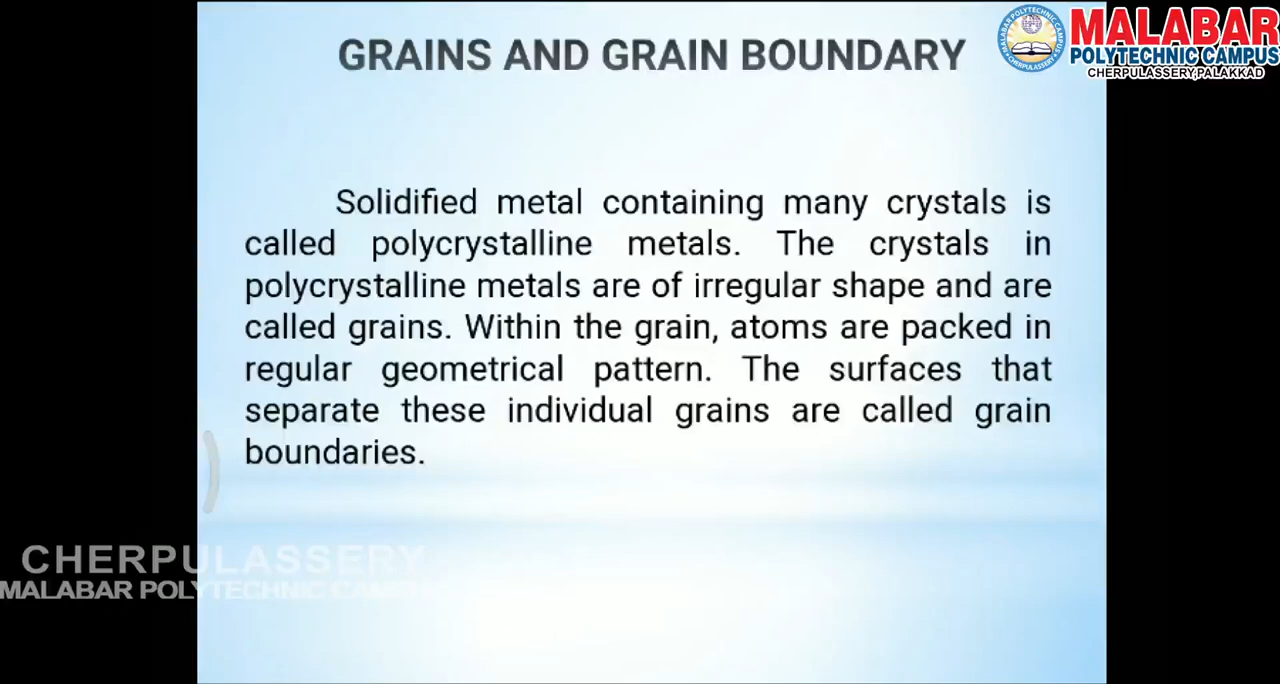 GRAINS AND GRAIN BOUNDARY
MALABAR
POLYTECHNIC CAMPUS
CHERPULASSERY,PALAKKAD
Solidified metal containing many crystals is
called polycrystalline metals. The crystals in
polycrystalline metals are of irregular shape and are
called grains. Within the grain, atoms are packed in
regular geometrical pattern. The surfaces that
separate these individual grains are called grain
boundaries.
CHERPULASSERY
MALABAR POLYTECHNIC CAMPUS